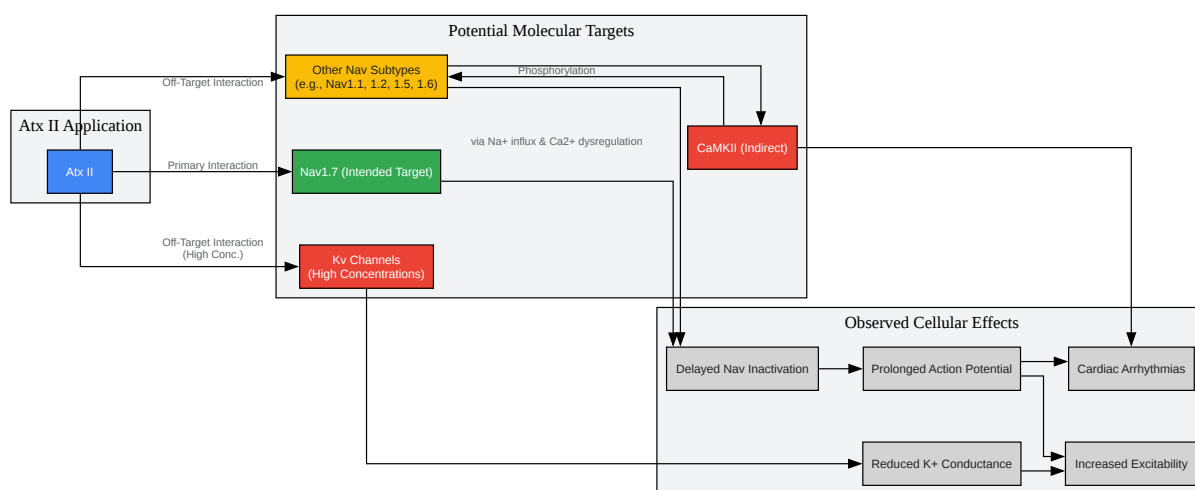 Potential Molecular Targets
Other Nav Subtypes
(e.g., Nav1.1, 1.2, 1.5, 1.6)
Phosphorylation
Off-Target Interaction
Atx II Application
via Na+ influx & Ca2+ dysregulation
CaMKII (Indirect)
Atx II
Primary Interaction
Nav1.7 (Intended Target)
Off-Target Interaction
(High Conc.)
Kv Channels
(High Concentrations)
Observed Cellular Effects
Delayed Nav Inactivation
Prolonged Action Potential
Cardiac Arrhythmias
Reduced K+ Conductance
Increased Excitability